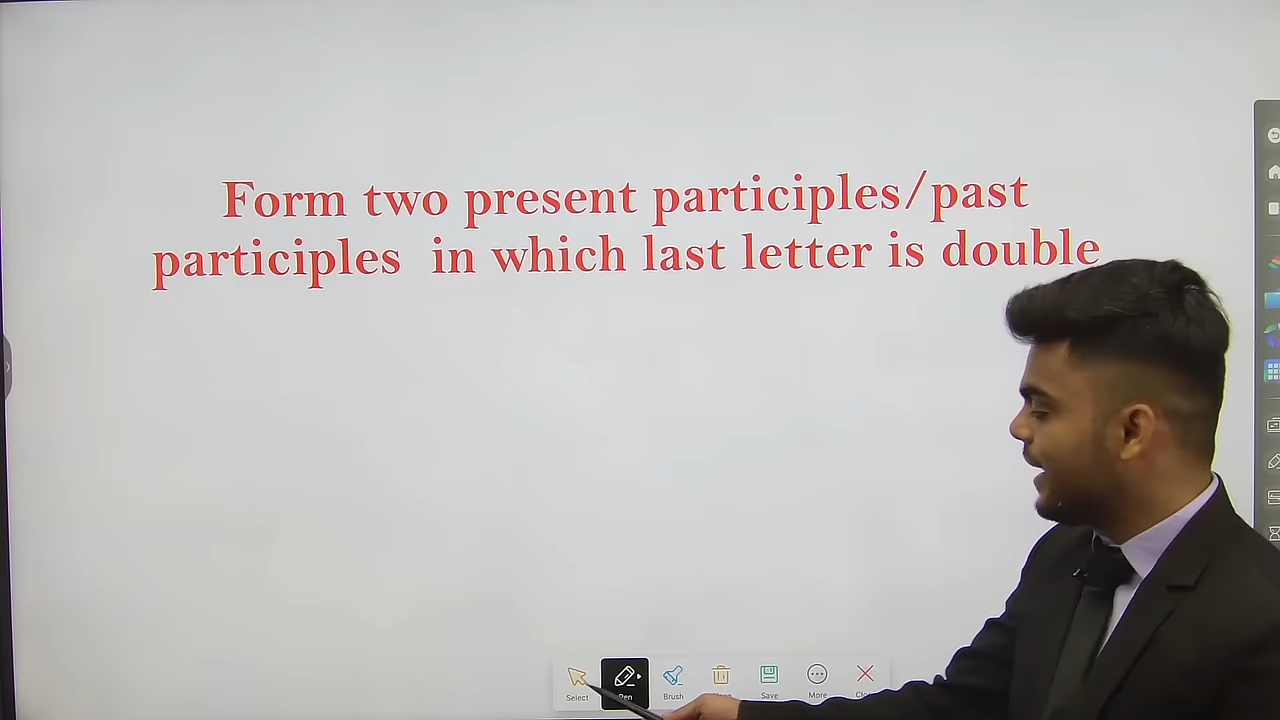 Form two present participles/past
participles in which last letter is double
Select
Pen
Brush
Save
More